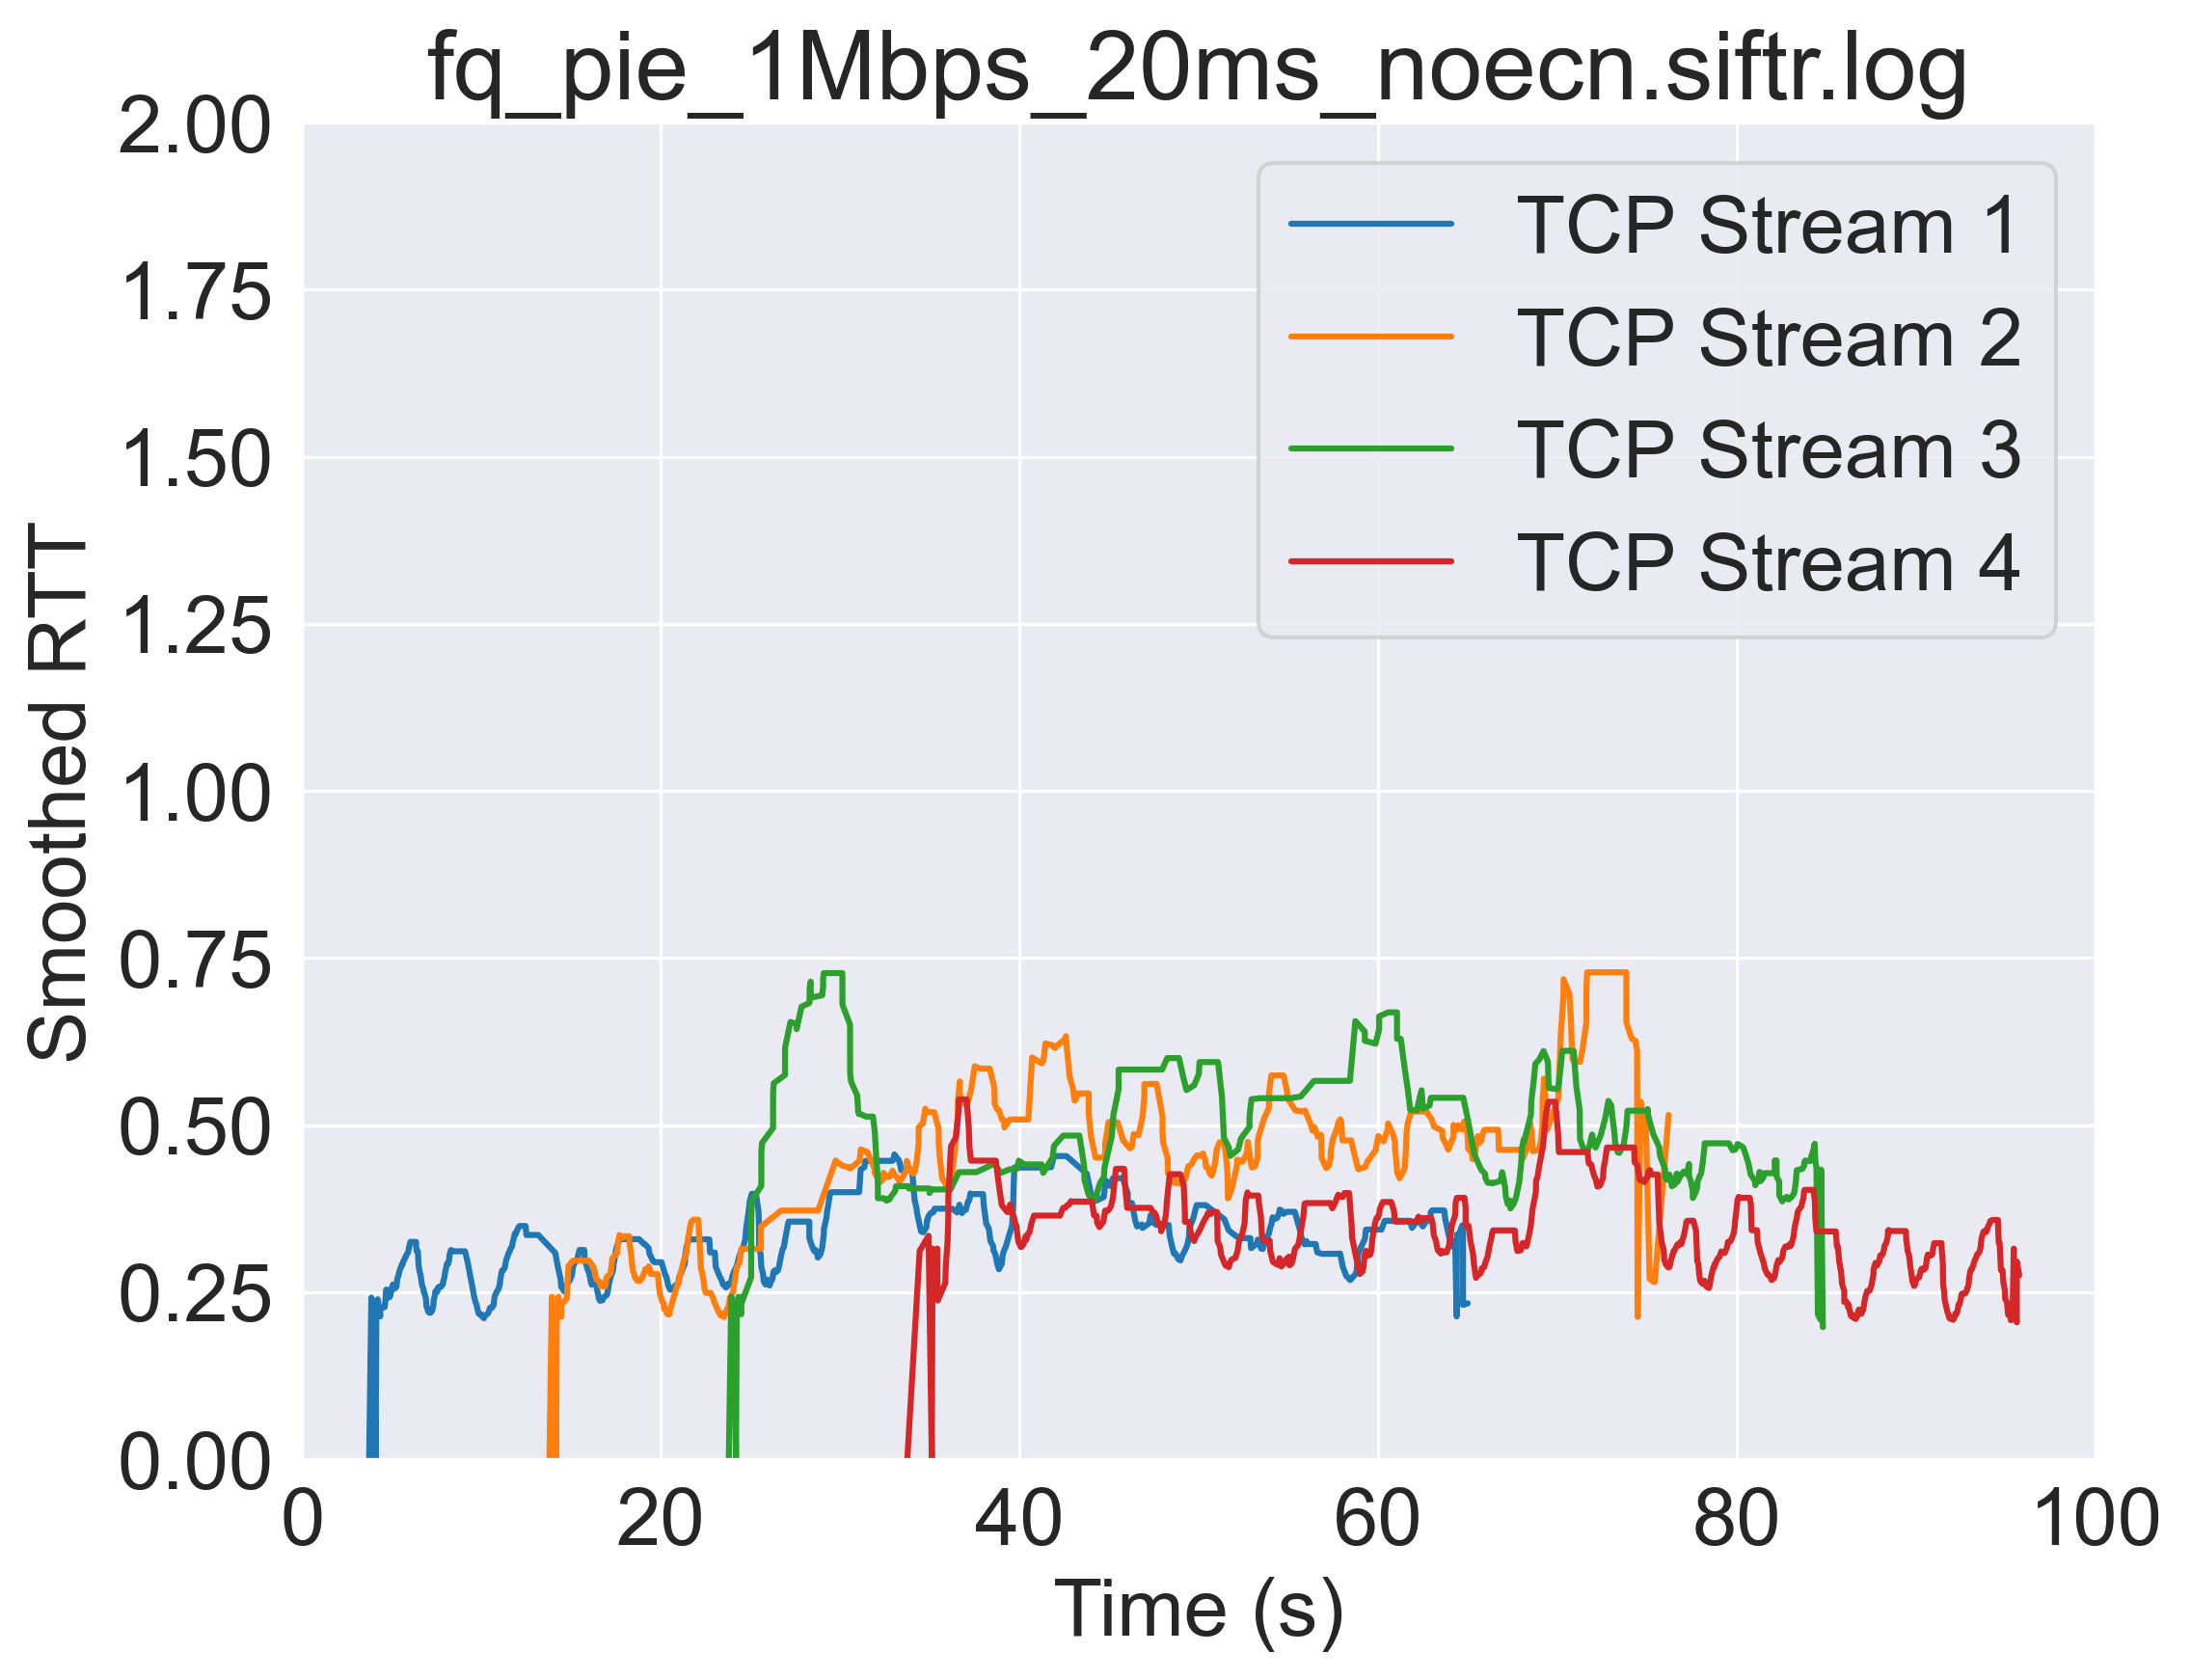 fq_pie_1Mbps_20ms_noecn.siftr.log
2.00
1.75
1.50
1.25
1.00
0.75
0.50
0.25
0.00
Smoothed RTT
TCP Stream 1
TCP Stream 2
TCP Stream 3
TCP Stream 4
0 20 40 60 80 100
Time (s)